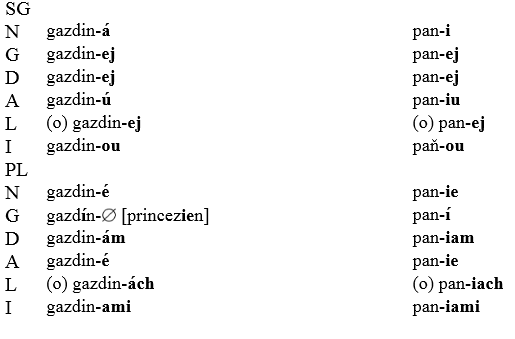 SG
N gazdin-á pan-i
G gazdin-ej pan-ej
D gazdin-ej pan-ej
A gazdin-ú pan-iu
L (o) gazdin-ej (o) pan-ej
I gazdin-ou paň-ou
PL
N gazdin-é pan-ie
G gazdín-∅ [princezien] pan-í
D gazdin-ám pan-iam
A gazdin-é pan-ie
L (o) gazdin-ách (o) pan-iach
I gazdin-ami pan-iami